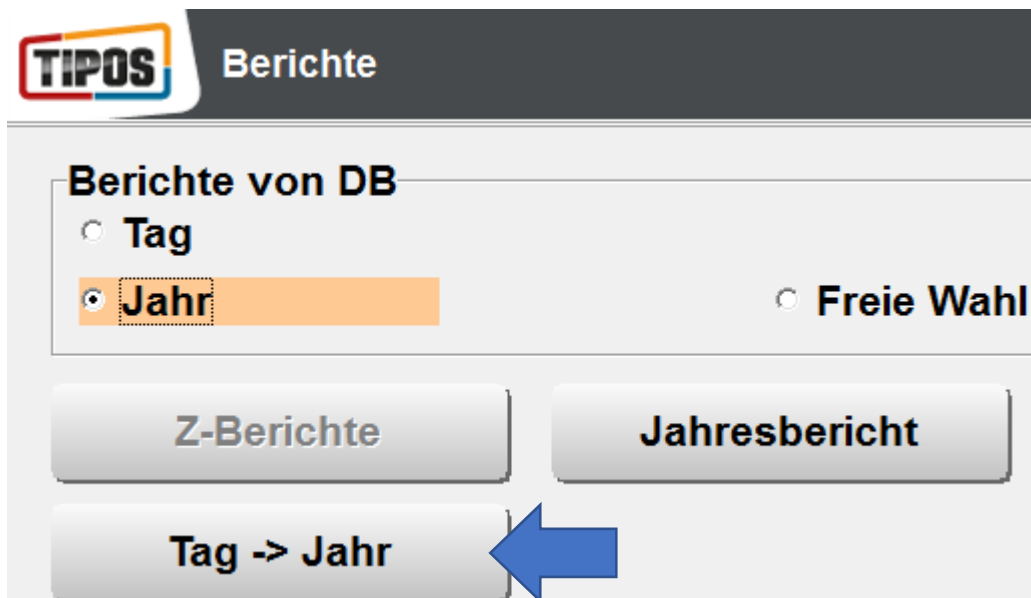 TIPOS
Berichte
Berichte von DB
Tag
Jahr
Freie Wahl
Z-Berichte
Jahresbericht
Tag -> Jahr